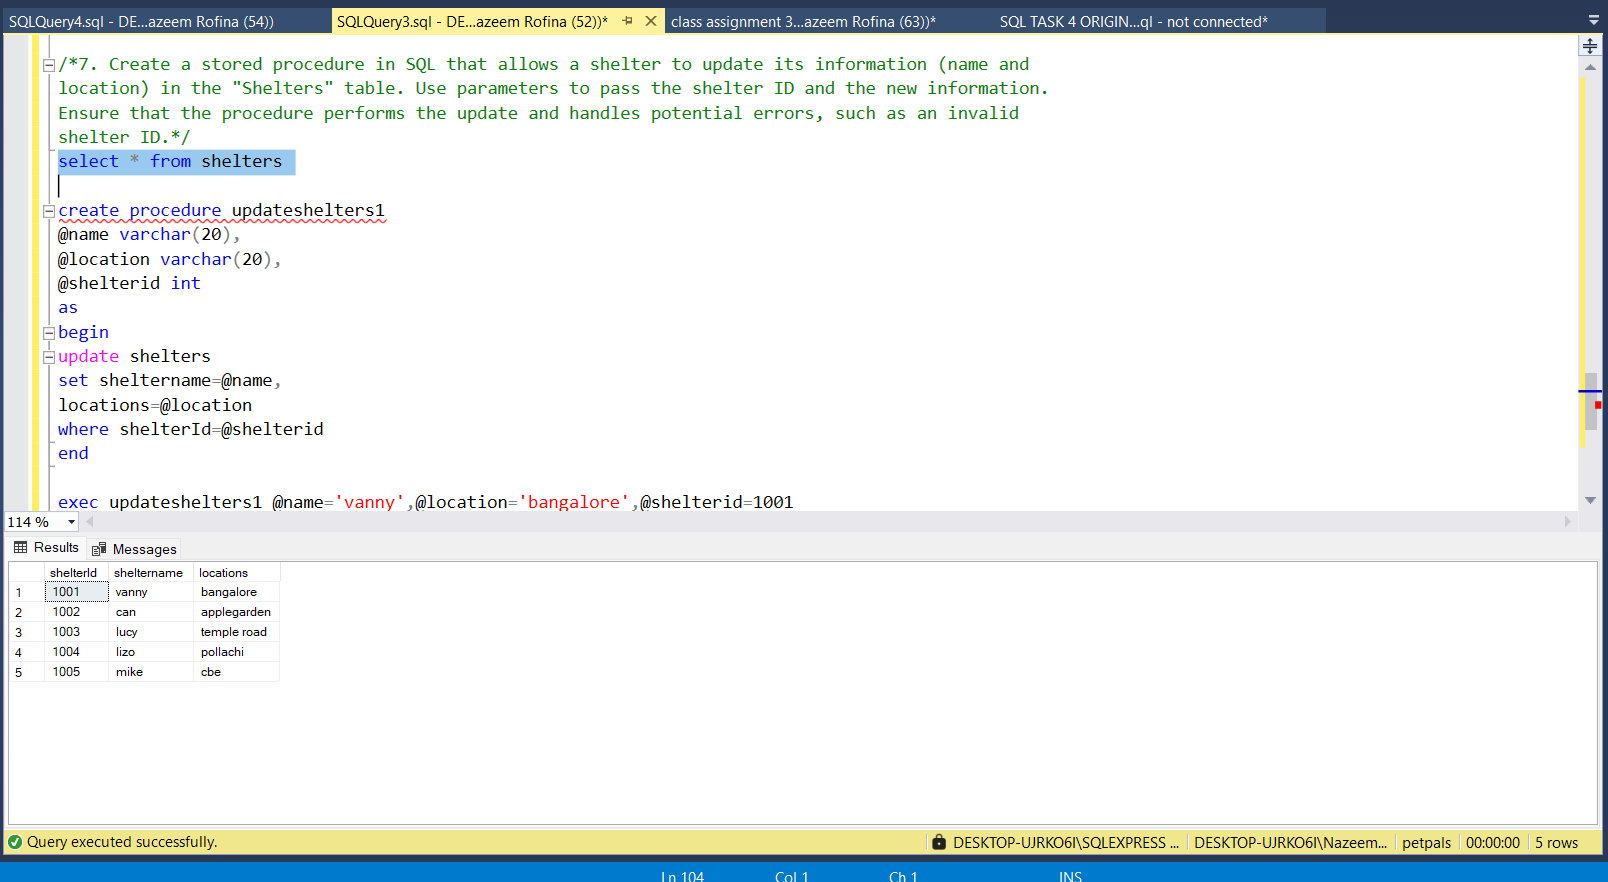 SQLQuery4.sql - DE...azeem Rofina (54))
SQLQuery3.sql - DE...azeem Rofina (52))*
class assignment 3...azeem Rofina (63))*
SQL TASK 4 ORIGIN...ql - not connected*
/*7. Create a stored procedure in SQL that allows a shelter to update its information (name and
location) in the "Shelters" table. Use parameters to pass the shelter ID and the new information.
Ensure that the procedure performs the update and handles potential errors, such as an invalid
shelter ID.*/
select * from shelters
create procedure updateshelters1
@name varchar(20),
@location varchar(20),
@shelterid int
as
begin
update shelters
set sheltername=@name,
locations=@location
where shelterId=@shelterid
end
exec updateshelters1 @name='vanny',@location='bangalore',@shelterid=1001
114 %
Results Messages
shelterId sheltername locations
1 1001 vanny bangalore
2 1002 can applegarden
3 1003 lucy temple road
4 1004 lizo pollachi
5 1005 mike cbe
Query executed successfully.
DESKTOP-UJRKO6I\SQLEXPRESS ... DESKTOP-UJRKO6I\Nazeem... petpals 00:00:00 5 rows
Ln 104 Col 1 Ch 1 INS